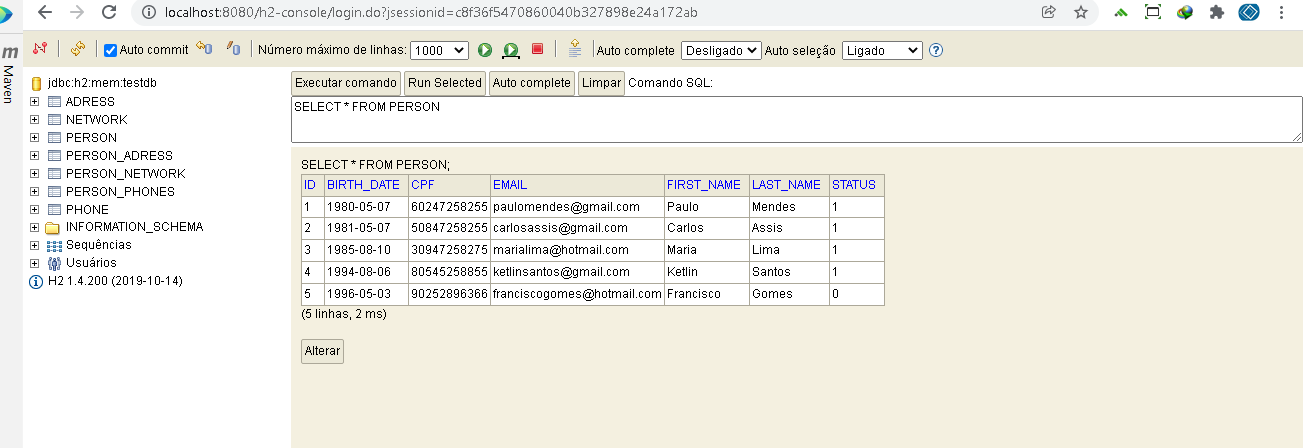 localhost:8080/h2-console/login.do?jsessionid=c8f36f5470860040b327898e24a172ab
m Maven
Auto commit Número máximo de linhas: 1000 Auto complete Desligado Auto seleção Ligado
jdbc:h2:mem:testdb
ADRESS
NETWORK
PERSON
PERSON_ADRESS
PERSON_NETWORK
PERSON_PHONES
PHONE
INFORMATION_SCHEMA
Sequências
Usuários
H2 1.4.200 (2019-10-14)
Executar comando Run Selected Auto complete Limpar Comando SQL:
SELECT * FROM PERSON
SELECT * FROM PERSON;
ID BIRTH_DATE CPF EMAIL FIRST_NAME LAST_NAME STATUS
1 1980-05-07 60247258255 paulomendes@gmail.com Paulo Mendes 1
2 1981-05-07 50847258255 carlosassis@gmail.com Carlos Assis 1
3 1985-08-10 30947258275 marialima@hotmail.com Maria Lima 1
4 1994-08-06 80545258855 ketlinsantos@gmail.com Ketlin Santos 1
5 1996-05-03 90252896366 franciscogomes@hotmail.com Francisco Gomes 0
(5 linhas, 2 ms)
Alterar